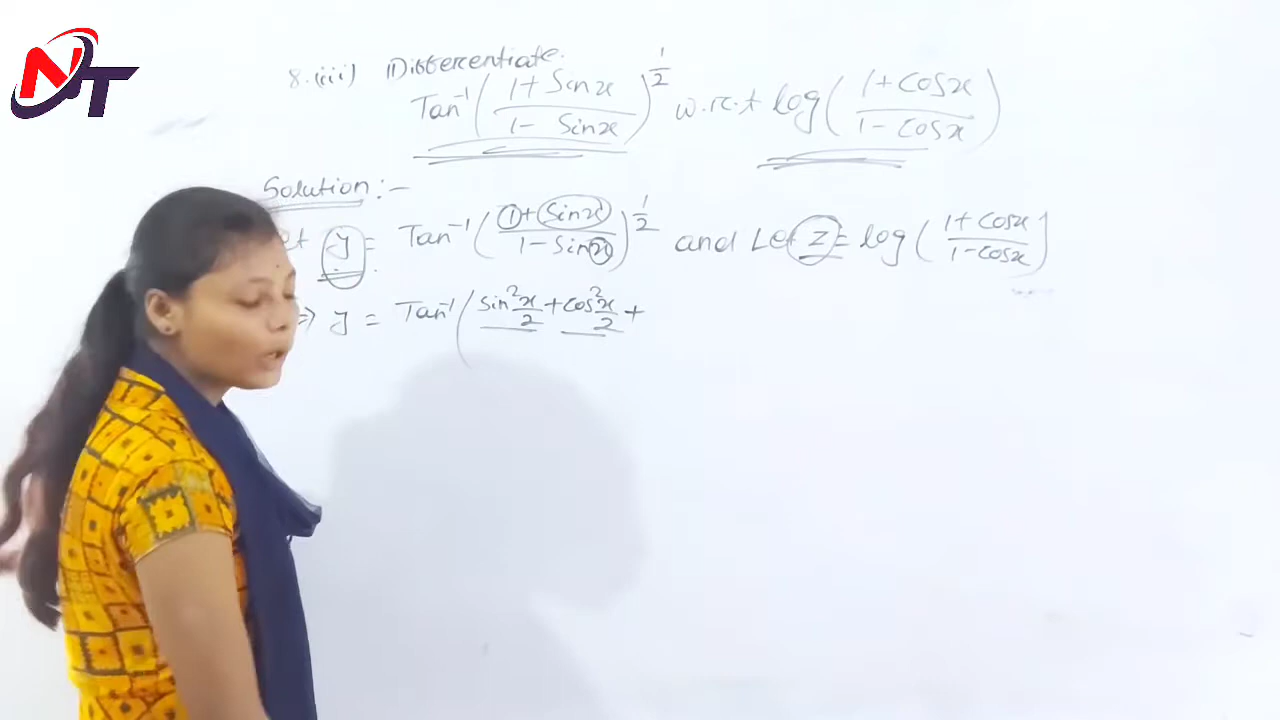 NT
8.(iii) Differentiate.
Tan⁻¹((1+Sinx)/(1-Sinx))^(1/2) w.r.t log((1+Cosx)/(1-Cosx))
Solution:-
y = Tan⁻¹((1+Sinx)/(1-Sinx))^(1/2) and Let z = log((1+Cosx)/(1-Cosx))
⇒ y = Tan⁻¹(sin²x/2 + cos²x/2 +